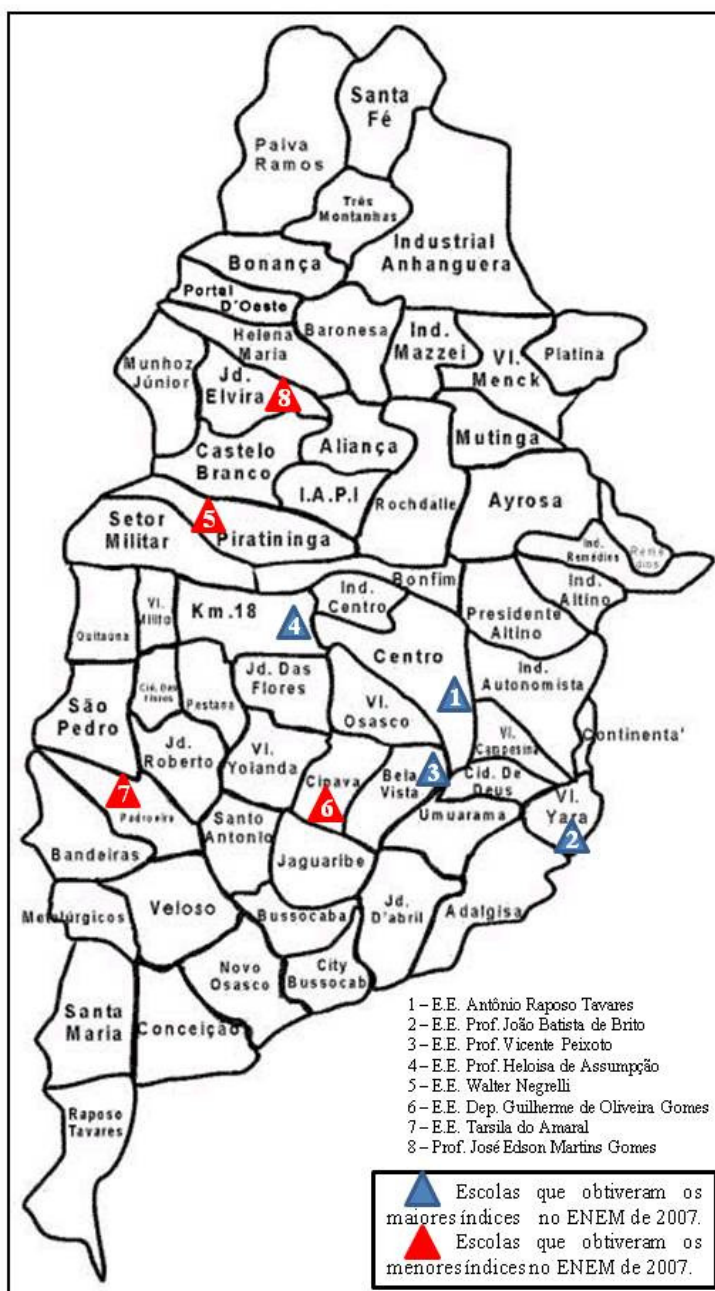 Santa
Fé
Paiva
Ramos
Três
Montanhas
Industrial
Anhanguera
Bonança
Portal
D'Oeste
Helena
Maria
Baronesa
Ind.
Mazzei
Vl.
Menck
Platina
Munhoz
Júnior
Jd.
Elvira
8
Aliança
Mutinga
Castelo
Branco
I.A.P.I
Rochdalle
Ayrosa
5
Setor
Militar
Piratininga
Ind.
Remédios
Remédios
Bonfim
Ind.
Altino
Quitauna
Vl.
Milito
Km.18
4
Ind.
Centro
Presidente
Altino
Centro
Jd. Das
Flores
Ind.
Autonomista
São
Pedro
Pestana
Vl.
Osasco
1
Jd.
Roberto
Vl.
Yolanda
Vl.
Campesina
Continenta'
Cipava
Bela
Vista
3
Cid. De
Deus
Vl.
Yara
7
Padroeira
6
Umuarama
2
Santo
Antonio
Bandeiras
Jaguaribe
Metalúrgicos
Veloso
Bussocaba
Jd.
D'abril
Adalgisa
Novo
Osasco
City
Bussocab
Santa
Maria
Conceição
Raposo
Tavares
1 – E.E. Antônio Raposo Tavares
2 – E.E. Prof. João Batista de Brito
3 – E.E. Prof. Vicente Peixoto
4 – E.E. Prof. Heloisa de Assumpção
5 – E.E. Walter Negrelli
6 – E.E. Dep. Guilherme de Oliveira Gomes
7 – E.E. Tarsila do Amaral
8 – Prof. José Edson Martins Gomes
Escolas que obtiveram os
maiores índices no ENEM de 2007.
Escolas que obtiveram os
menores índices no ENEM de 2007.